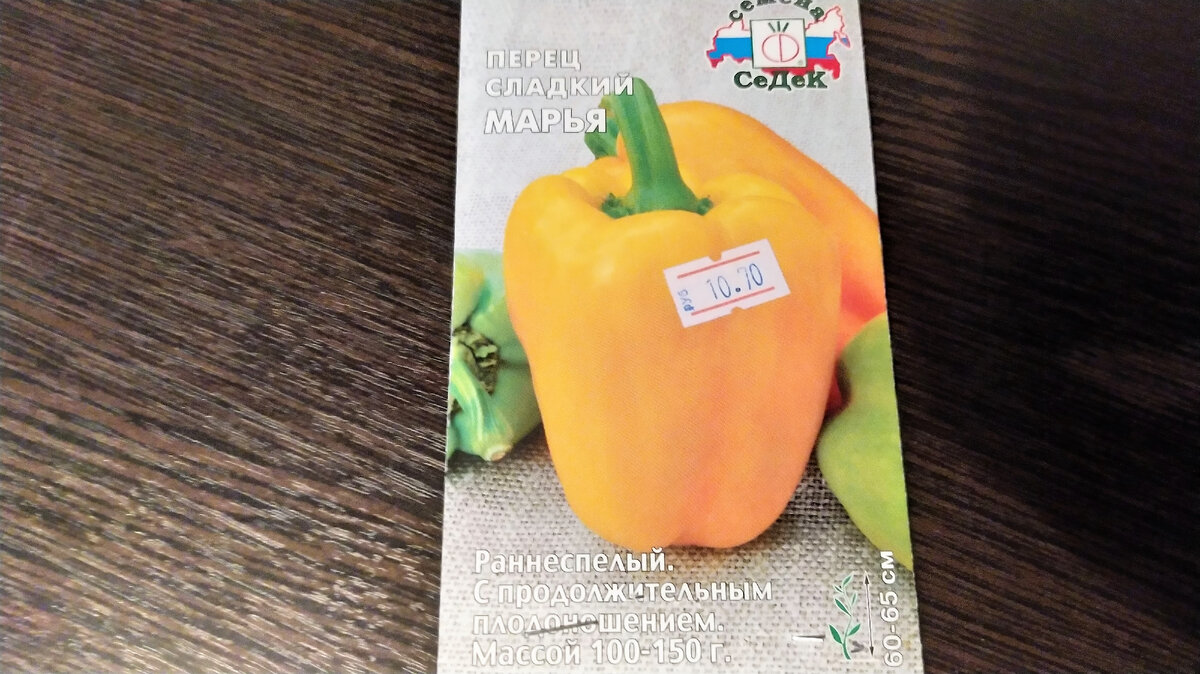 семена
СеДеК
ПЕРЕЦ
СЛАДКИЙ
МАРЬЯ
руб 10.70
Раннеспелый.
С продолжительным
плодоношением.
Массой 100-150 г.
60-65 см